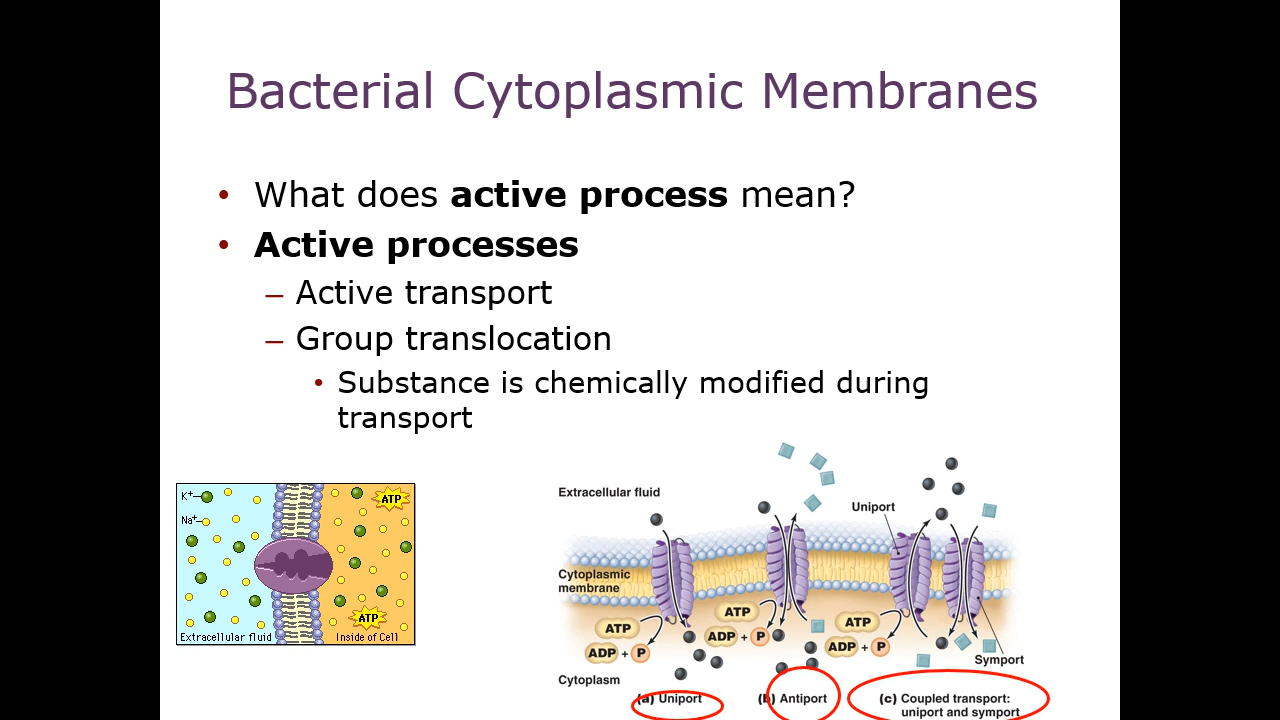 Bacterial Cytoplasmic Membranes
• What does active process mean?
• Active processes
– Active transport
– Group translocation
• Substance is chemically modified during
transport
K+
Na+
ATP
ATP
Extracellular fluid
Inside of Cell
Extracellular fluid
Uniport
Cytoplasmic
membrane
ATP
ADP + P
ATP
ADP + P
ATP
ADP + P
Symport
Cytoplasm
(a) Uniport
(b) Antiport
(c) Coupled transport:
uniport and symport